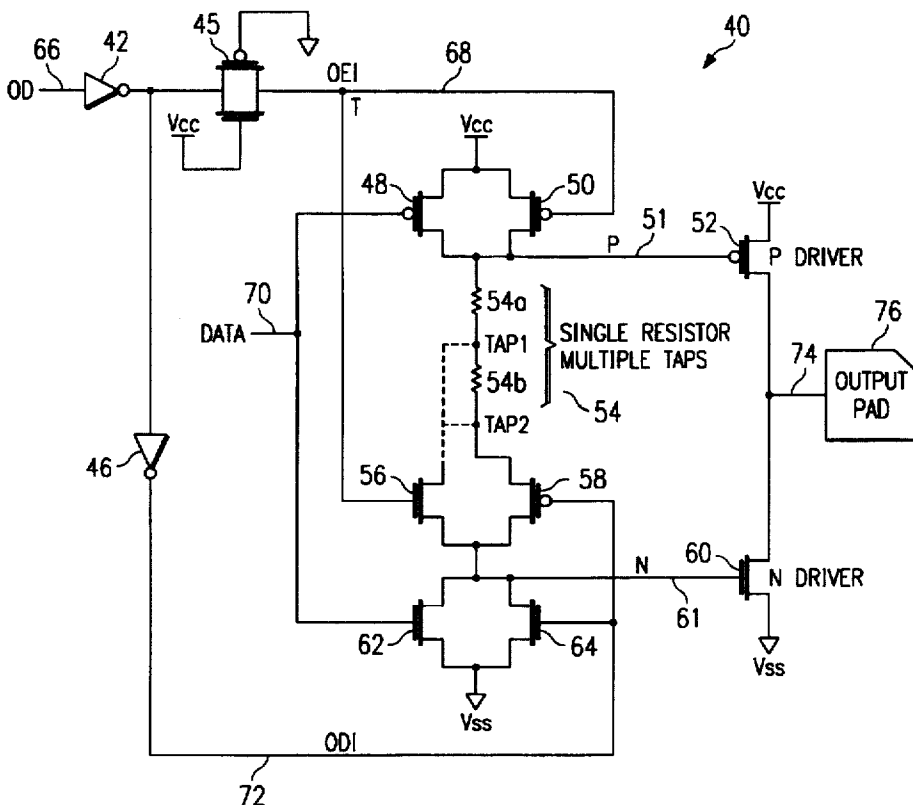 42
45
40
66
OD
OEI
68
T
Vcc
Vcc
48
50
Vcc
51
52
P
P DRIVER
54a
70
DATA
TAP1
SINGLE RESISTOR
MULTIPLE TAPS
76
74
OUTPUT
PAD
54b
54
TAP2
46
56
58
60
N
N DRIVER
61
62
64
Vss
Vss
ODI
72